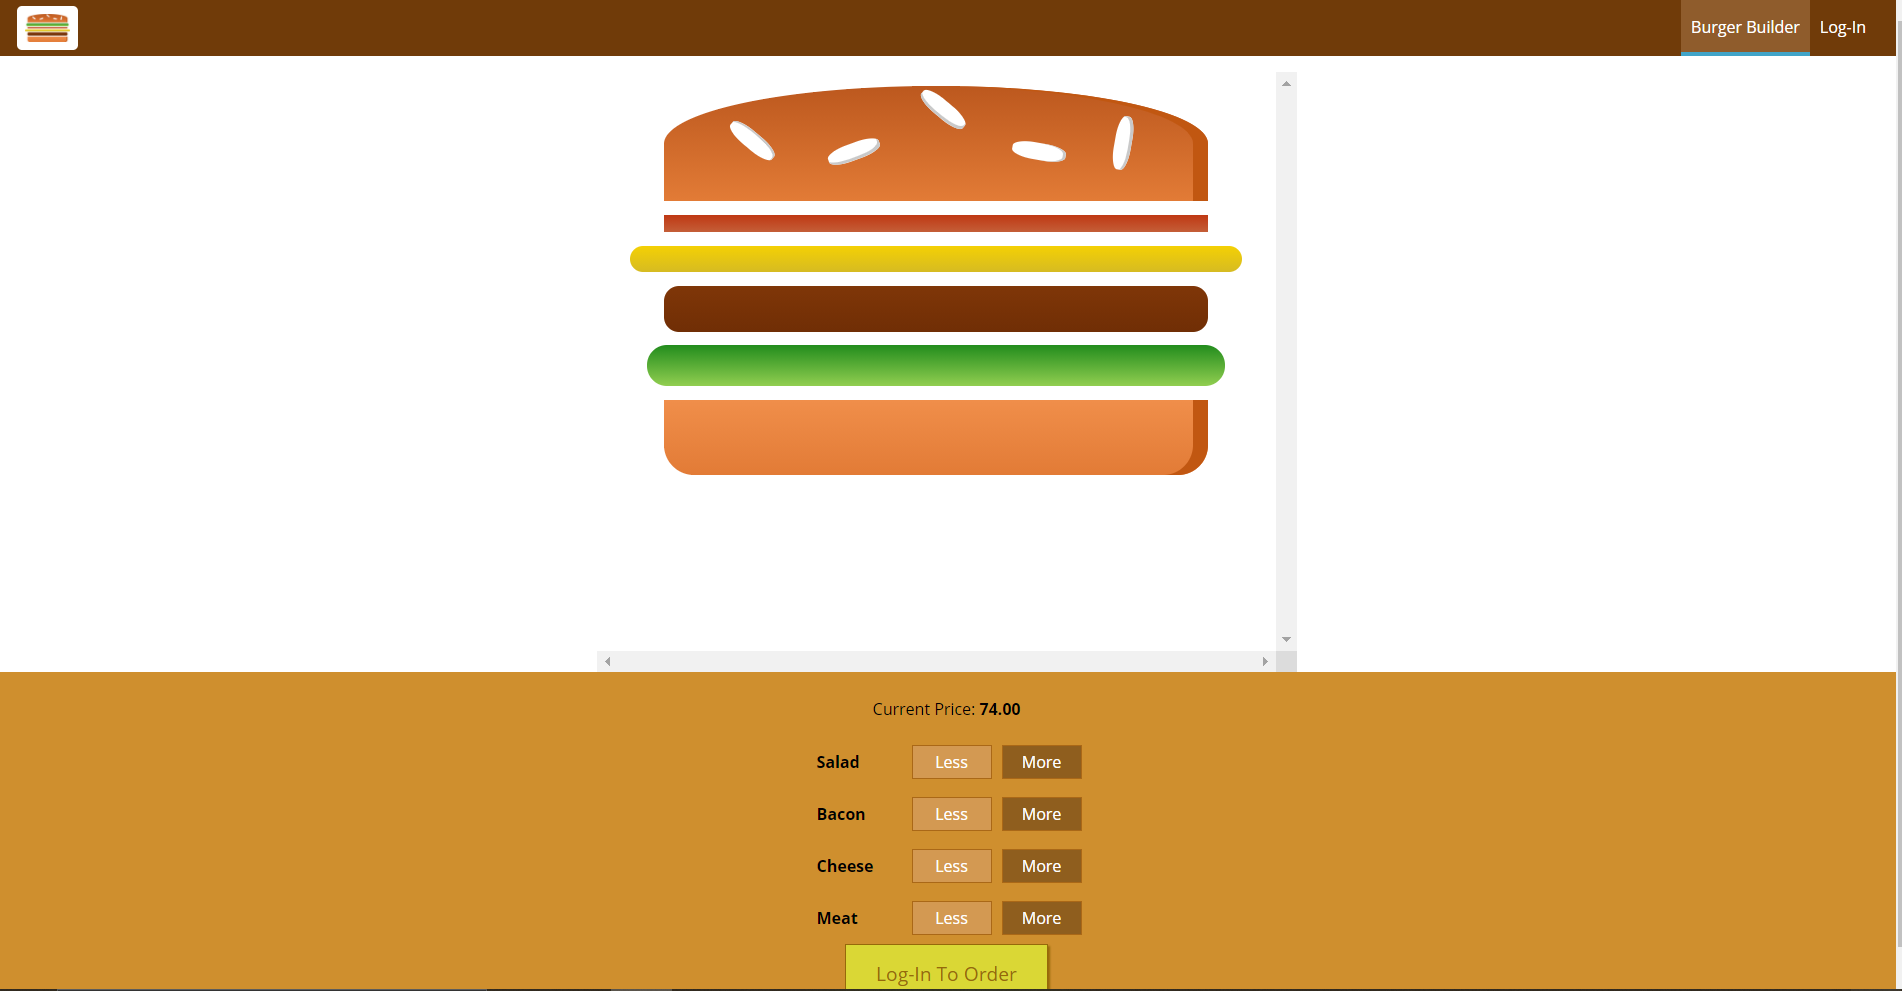 Burger Builder Log-In
Current Price: 74.00
Salad Less More
Bacon Less More
Cheese Less More
Meat Less More
Log-In To Order